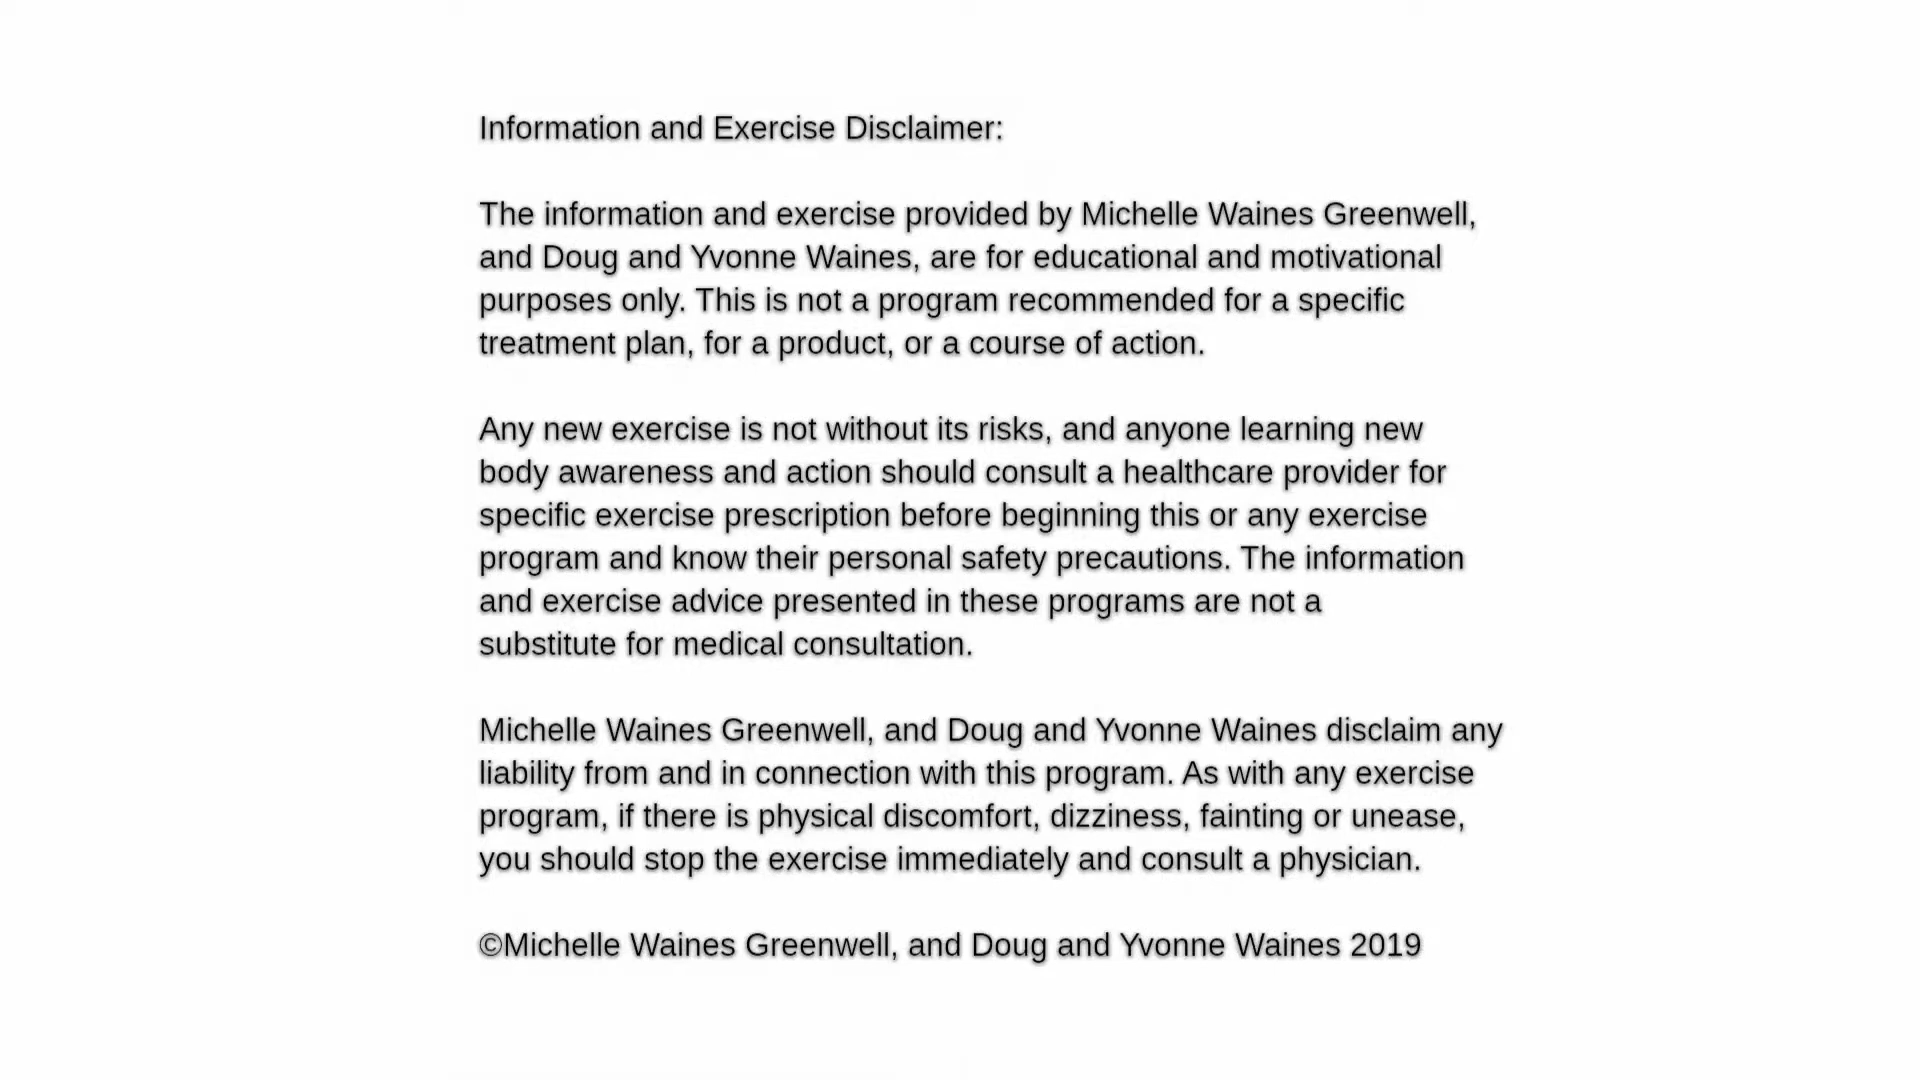 Information and Exercise Disclaimer:
The information and exercise provided by Michelle Waines Greenwell,
and Doug and Yvonne Waines, are for educational and motivational
purposes only. This is not a program recommended for a specific
treatment plan, for a product, or a course of action.
Any new exercise is not without its risks, and anyone learning new
body awareness and action should consult a healthcare provider for
specific exercise prescription before beginning this or any exercise
program and know their personal safety precautions. The information
and exercise advice presented in these programs are not a
substitute for medical consultation.
Michelle Waines Greenwell, and Doug and Yvonne Waines disclaim any
liability from and in connection with this program. As with any exercise
program, if there is physical discomfort, dizziness, fainting or unease,
you should stop the exercise immediately and consult a physician.
©Michelle Waines Greenwell, and Doug and Yvonne Waines 2019